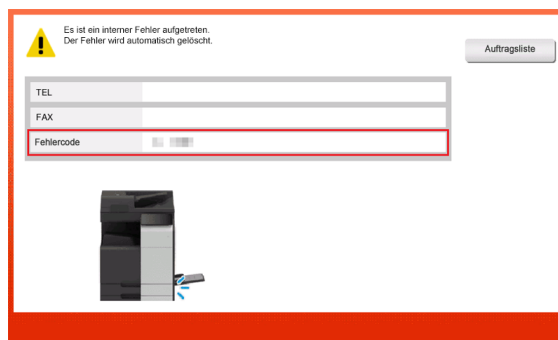 Es ist ein interner Fehler aufgetreten.
Der Fehler wird automatisch gelöscht.
Auftragsliste
TEL
FAX
Fehlercode